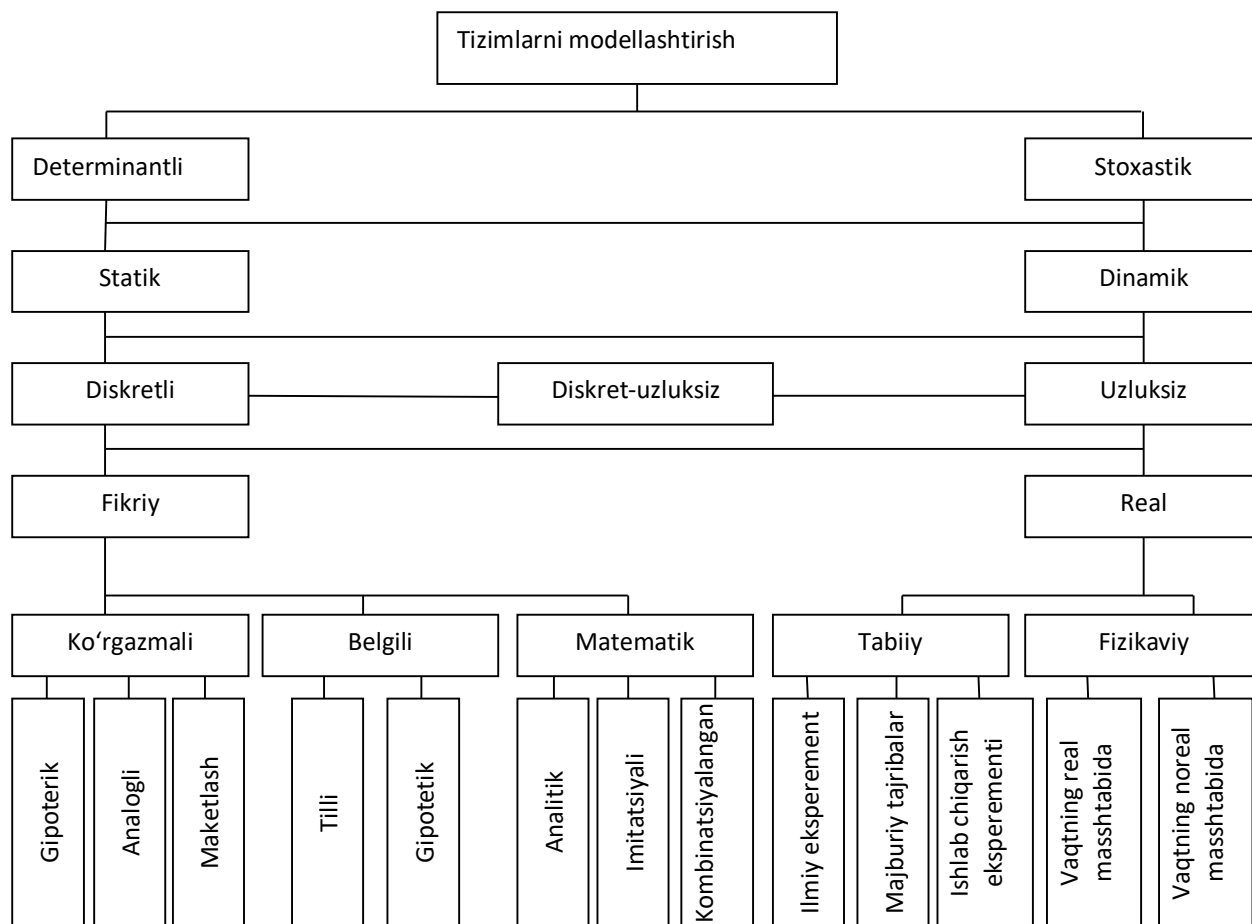 Tizimlarni modellashtirish
Determinantli
Stoxastik
Statik
Dinamik
Diskretli
Diskret-uzluksiz
Uzluksiz
Fikriy
Real
Ko‘rgazmali
Belgili
Matematik
Tabiiy
Fizikaviy
Gipoterik
Analogli
Maketlash
Tilli
Gipotetik
Analitik
Imitatsiyali
Kombinatsiyalangan
Ilmiy eksperement
Majburiy tajribalar
Ishlab chiqarish
eksperementi
Vaqtning real
masshtabida
Vaqtning noreal
masshtabida